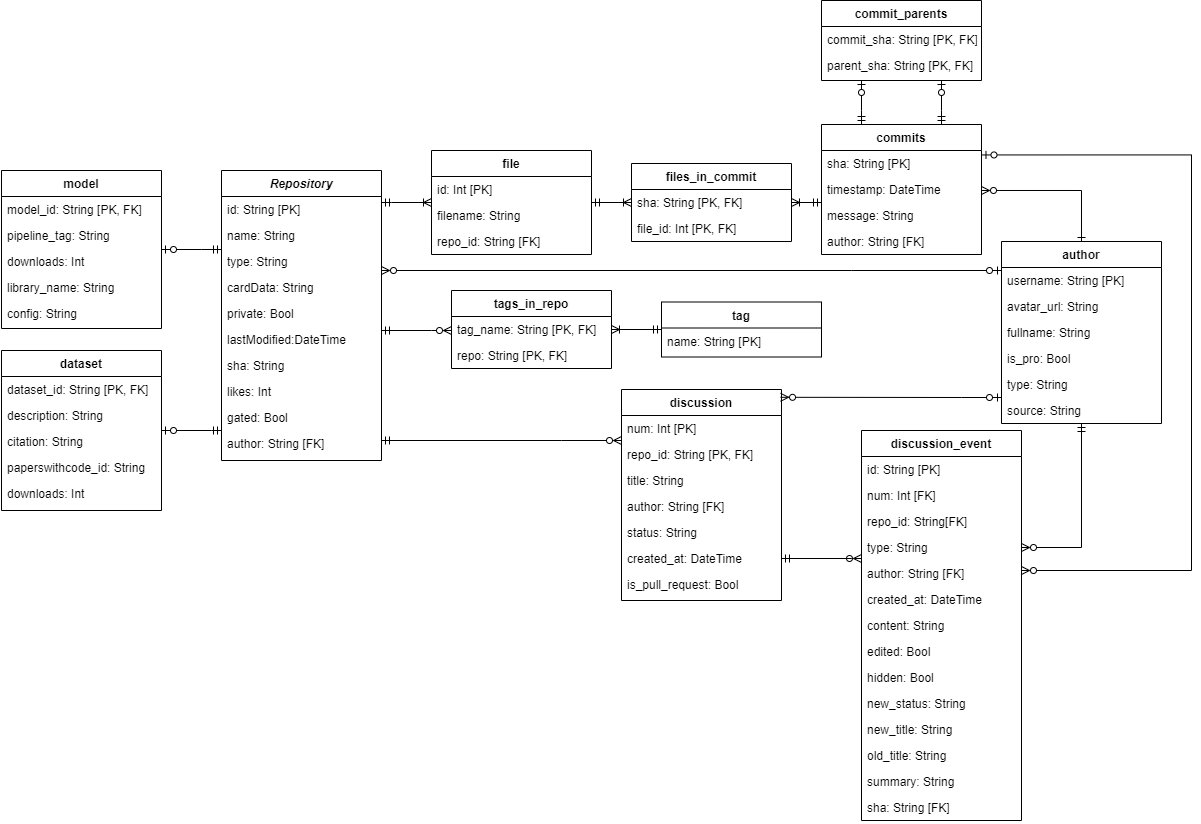 commit_parents
commit_sha: String [PK, FK]
parent_sha: String [PK, FK]
commits
sha: String [PK]
timestamp: DateTime
message: String
author: String [FK]
file
id: Int [PK]
filename: String
repo_id: String [FK]
files_in_commit
sha: String [PK, FK]
file_id: Int [PK, FK]
model
model_id: String [PK, FK]
pipeline_tag: String
downloads: Int
library_name: String
config: String
Repository
id: String [PK]
name: String
type: String
cardData: String
private: Bool
lastModified:DateTime
sha: String
likes: Int
gated: Bool
author: String [FK]
author
username: String [PK]
avatar_url: String
fullname: String
is_pro: Bool
type: String
source: String
tags_in_repo
tag_name: String [PK, FK]
repo: String [PK, FK]
tag
name: String [PK]
dataset
dataset_id: String [PK, FK]
description: String
citation: String
paperswithcode_id: String
downloads: Int
discussion
num: Int [PK]
repo_id: String [PK, FK]
title: String
author: String [FK]
status: String
created_at: DateTime
is_pull_request: Bool
discussion_event
id: String [PK]
num: Int [FK]
repo_id: String[FK]
type: String
author: String [FK]
created_at: DateTime
content: String
edited: Bool
hidden: Bool
new_status: String
new_title: String
old_title: String
summary: String
sha: String [FK]